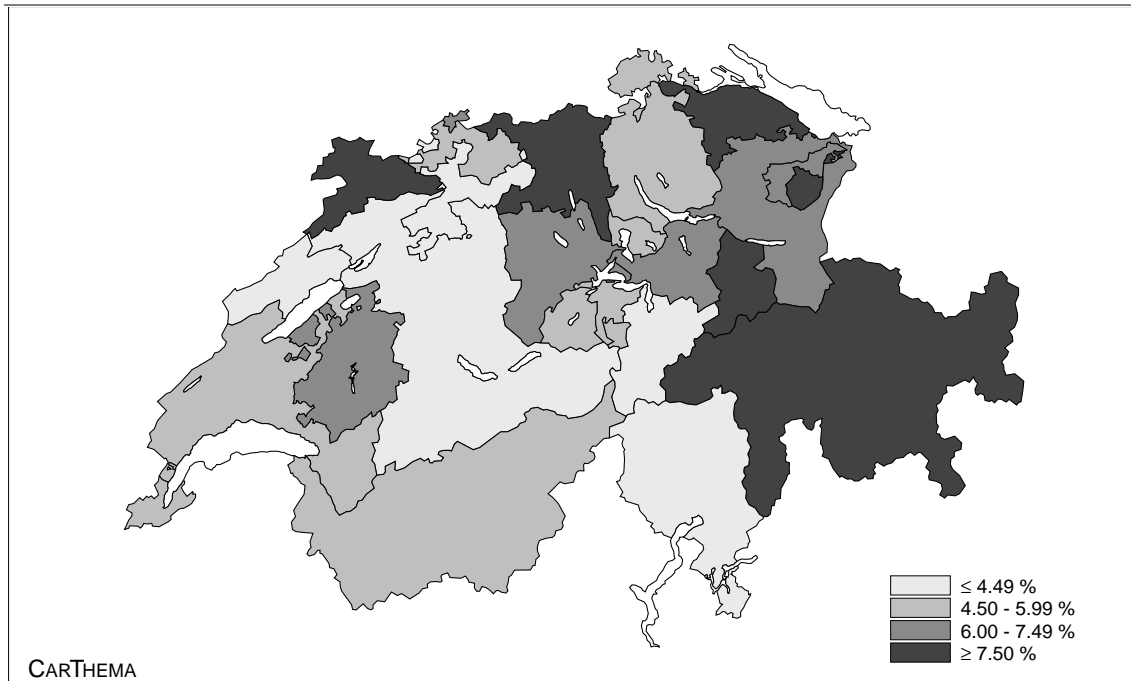 ≤ 4.49 %
4.50 - 5.99 %
6.00 - 7.49 %
≥ 7.50 %
CARTHEMA